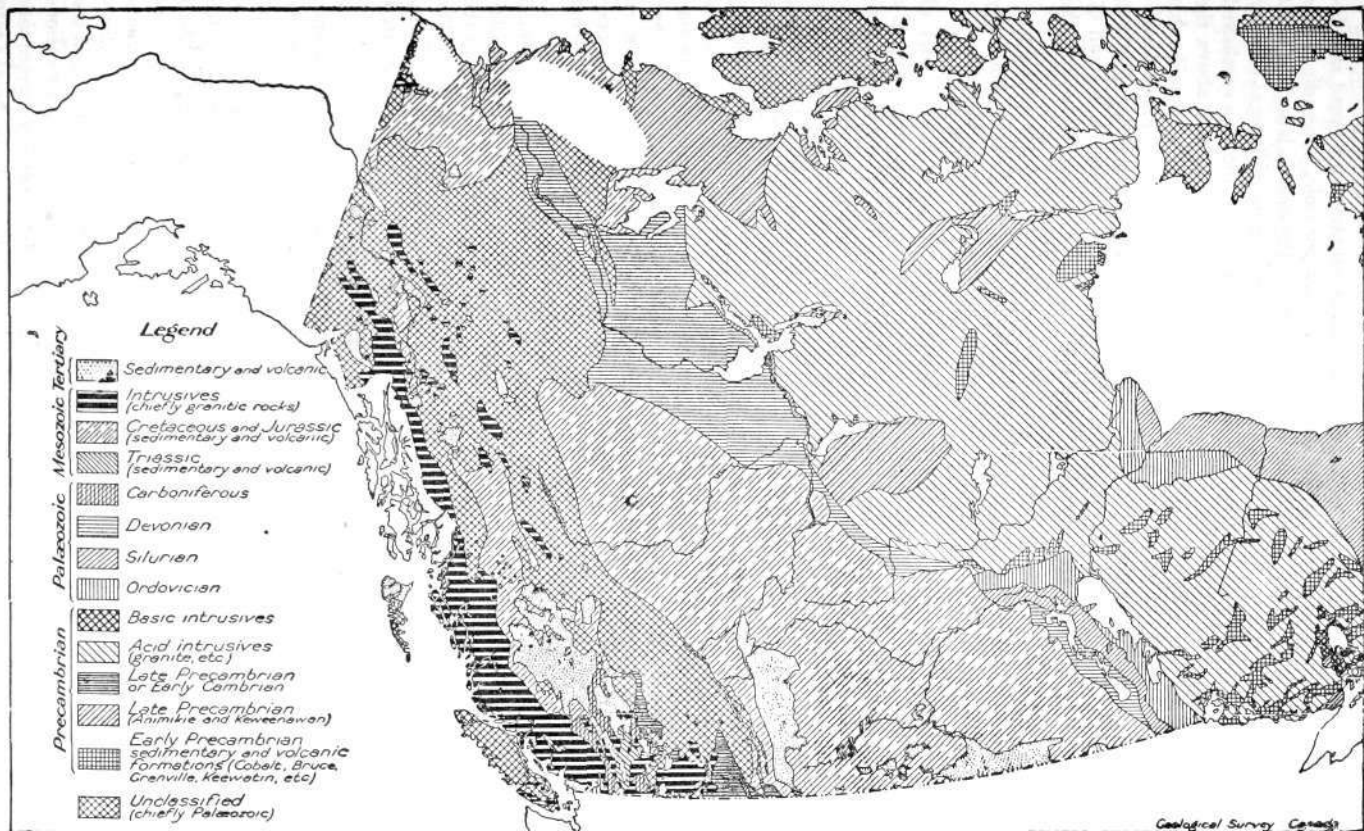 Legend
Tertiary
Sedimentary and volcanic
Mesozoic
Intrusives
(chiefly granitic rocks)
Cretaceous and Jurassic
(sedimentary and volcanic)
Triassic
(sedimentary and volcanic)
Palæozoic
Carboniferous
Devonian
Silurian
Ordovician
Precambrian
Basic intrusives
Acid intrusives
(granite, etc)
Late Precambrian
or Early Cambrian
Late Precambrian
(Animikie and Keweenawan)
Early Precambrian
sedimentary and volcanic
formations (Cobalt, Bruce,
Grenville, Keewatin, etc)
Unclassified
(chiefly Palæozoic)
C
Geological Survey Canada